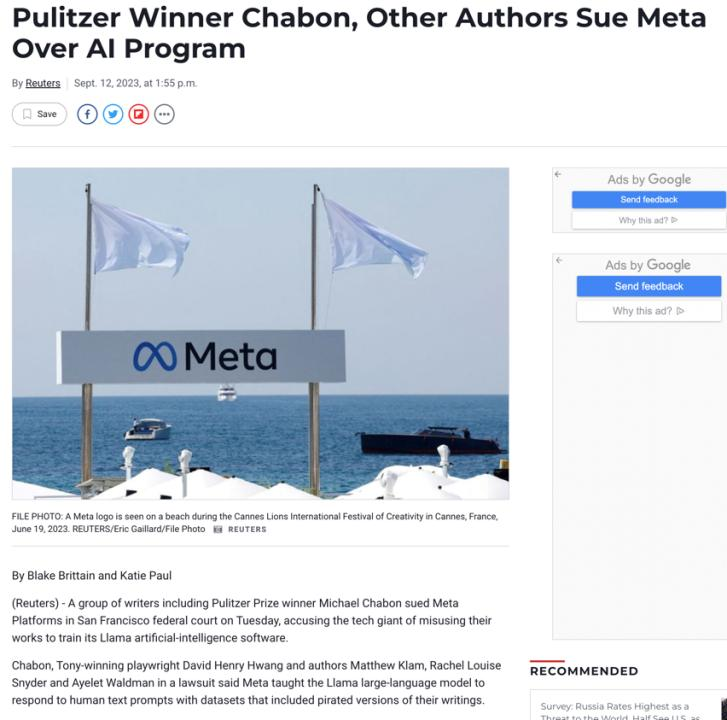 Pulitzer Winner Chabon, Other Authors Sue Meta
Over AI Program
By Reuters Sept. 12, 2023, at 1:55 p.m.
Save
Meta
FILE PHOTO: A Meta logo is seen on a beach during the Cannes Lions International Festival of Creativity in Cannes, France,
June 19, 2023. REUTERS/Eric Gaillard/File Photo REUTERS
By Blake Brittain and Katie Paul
(Reuters) - A group of writers including Pulitzer Prize winner Michael Chabon sued Meta
Platforms in San Francisco federal court on Tuesday, accusing the tech giant of misusing their
works to train its Llama artificial-intelligence software.
Chabon, Tony-winning playwright David Henry Hwang and authors Matthew Klam, Rachel Louise
Snyder and Ayelet Waldman in a lawsuit said Meta taught the Llama large-language model to
respond to human text prompts with datasets that included pirated versions of their writings.
Ads by Google
Send feedback
Why this ad?
Ads by Google
Send feedback
Why this ad?
RECOMMENDED
Survey: Russia Rates Highest as a
Threat to the World, Half See U.S. as